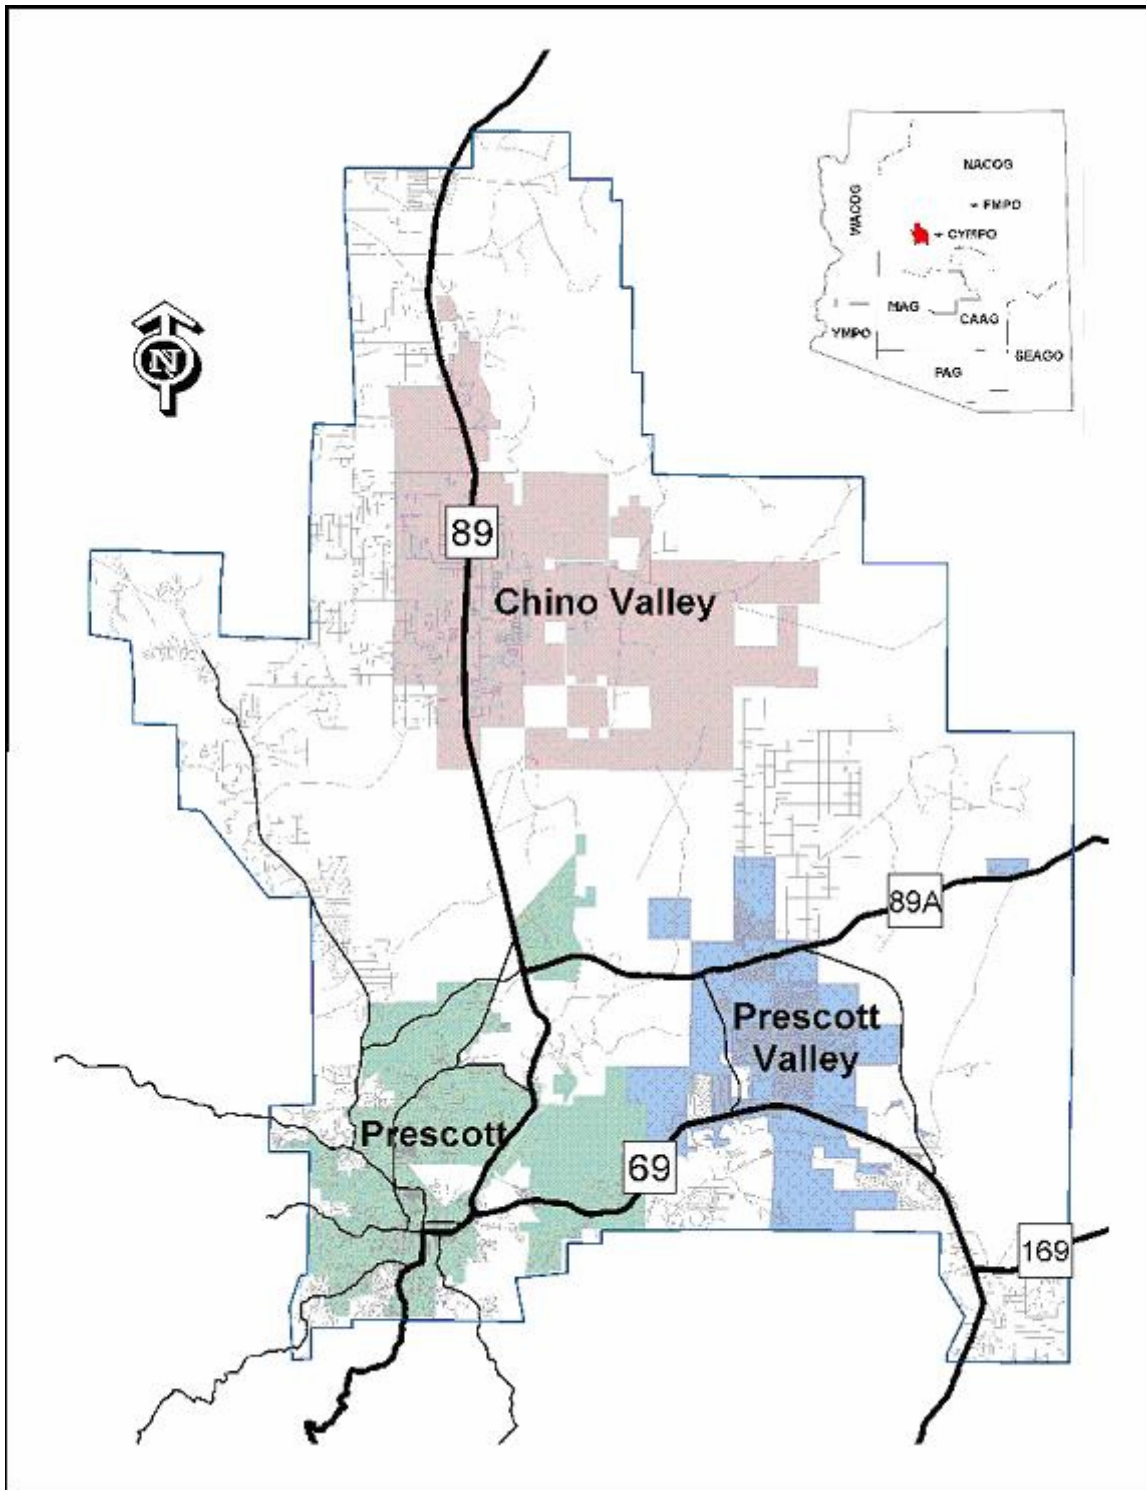 NACOG
WACOG
FMPO
CYMPO
MAG
CAAG
YMPO
SEAGO
PAG
N
89
Chino Valley
89A
Prescott
Valley
Prescott
69
169